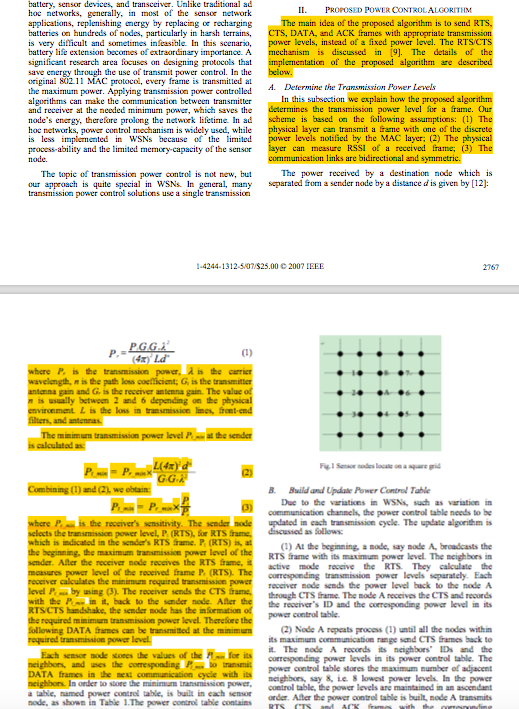 battery, sensor devices, and transceiver. Unlike traditional ad
hoc networks, generally, in most of the sensor network
applications, replenishing energy by replacing or recharging
batteries on hundreds of nodes, particularly in harsh terrains,
is very difficult and sometimes infeasible. In this scenario,
battery life extension becomes of extraordinary importance. A
significant research area focuses on designing protocols that
save energy through the use of transmit power control. In the
original 802.11 MAC protocol, every frame is transmitted at
the maximum power. Applying transmission power controlled
algorithms can make the communication between transmitter
and receiver at the needed minimum power, which saves the
node's energy, therefore prolong the network lifetime. In ad
hoc networks, power control mechanism is widely used, while
is less implemented in WSNs because of the limited
process-ability and the limited memory-capacity of the sensor
node.
The topic of transmission power control is not new, but
our approach is quite special in WSNs. In general, many
transmission power control solutions use a single transmission
II. PROPOSED POWER CONTROL ALGORITHM
The main idea of the proposed algorithm is to send RTS,
CTS, DATA, and ACK frames with appropriate transmission
power levels, instead of a fixed power level. The RTS/CTS
mechanism is discussed in [9]. The details of the
implementation of the proposed algorithm are described
below.
A. Determine the Transmission Power Levels
In this subsection we explain how the proposed algorithm
determines the transmission power level for a frame. Our
scheme is based on the following assumptions: (1) The
physical layer can transmit a frame with one of the discrete
power levels notified by the MAC layer; (2) The physical
layer can measure RSSI of a received frame; (3) The
communication links are bidirectional and symmetric.
The power received by a destination node which is
separated from a sender node by a distance d is given by [12]:
1-4244-1312-5/07/$25.00 © 2007 IEEE
2767
P_r = P_t G_t G_r λ² / (4π)² L d^n (1)
where P_t is the transmission power, λ is the carrier
wavelength, n is the path loss coefficient; G_t is the transmitter
antenna gain and G_r is the receiver antenna gain. The value of
n is usually between 2 and 6 depending on the physical
environment. L is the loss in transmission lines, front-end
filters, and antennas.
The minimum transmission power level P_t_min at the sender
is calculated as:
P_t_min = P_r_min × L(4π)² d^n / G_t G_r λ² (2)
Combining (1) and (2), we obtain:
P_t_min = P_r_min × P_t / P_r (3)
where P_r_min is the receiver's sensitivity. The sender node
selects the transmission power level, P_t (RTS), for RTS frame,
which is indicated in the sender's RTS frame. P_t (RTS) is, at
the beginning, the maximum transmission power level of the
sender. After the receiver node receives the RTS frame, it
measures power level of the received frame P_r (RTS). The
receiver calculates the minimum required transmission power
level P_t_min by using (3). The receiver sends the CTS frame,
with the P_t_min in it, back to the sender node. After the
RTS/CTS handshake, the sender node has the information of
the required minimum transmission power level. Therefore the
following DATA frames can be transmitted at the minimum
required transmission power level.
Each sensor node stores the values of the P_t_min for its
neighbors, and uses the corresponding P_t_min to transmit
DATA frames in the next communication cycle with its
neighbors. In order to store the minimum transmission power,
a table, named power control table, is built in each sensor
node, as shown in Table 1.The power control table contains
Fig.1 Sensor nodes locate on a square grid
B. Build and Update Power Control Table
Due to the variations in WSNs, such as variation in
communication channels, the power control table needs to be
updated in each transmission cycle. The update algorithm is
discussed as follows:
(1) At the beginning, a node, say node A, broadcasts the
RTS frame with its maximum power level. The neighbors in
active mode receive the RTS. They calculate the
corresponding transmission power levels separately. Each
receiver node sends the power level back to the node A
through CTS frame. The node A receives the CTS and records
the receiver's ID and the corresponding power level in its
power control table.
(2) Node A repeats process (1) until all the nodes within
its maximum communication range send CTS frames back to
it. The node A records its neighbors' IDs and the
corresponding power levels in its power control table. The
power control table stores the maximum number of adjacent
neighbors, say 8, i.e. 8 lowest power levels. In the power
control table, the power levels are maintained in an ascendant
order. After the power control table is built, node A transmits
RTS, CTS, and ACK frames with the corresponding